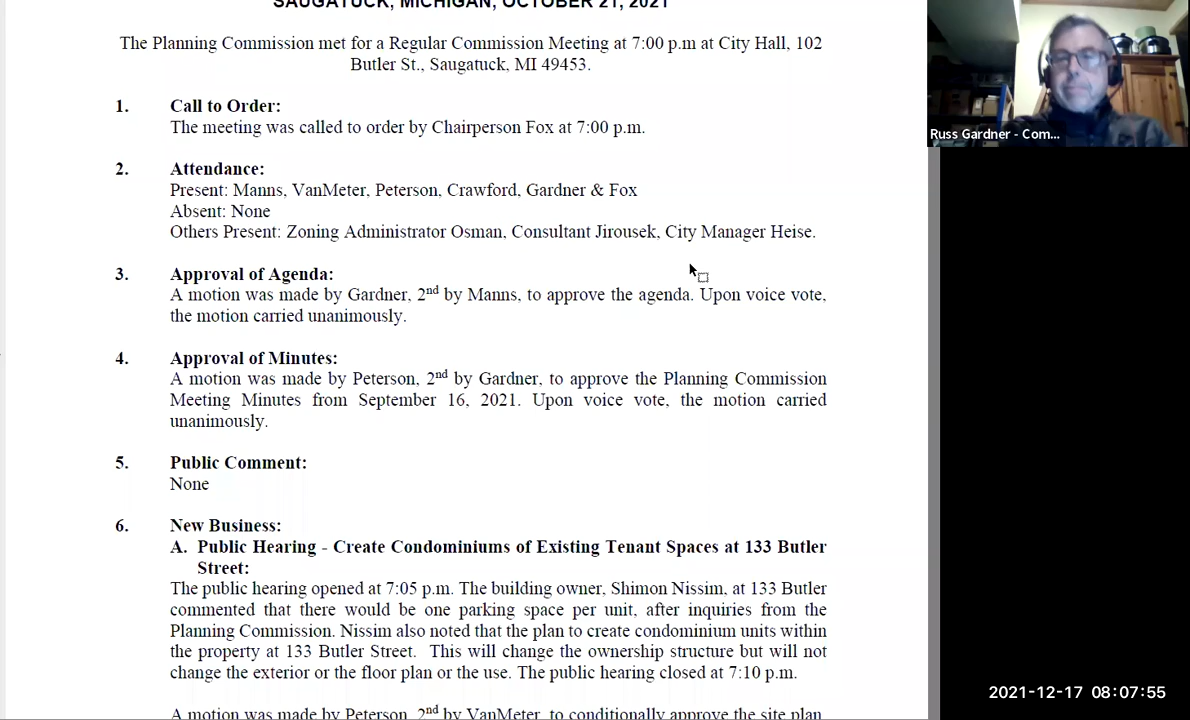 SAUGATUCK, MICHIGAN, OCTOBER 21, 2021
The Planning Commission met for a Regular Commission Meeting at 7:00 p.m at City Hall, 102
Butler St., Saugatuck, MI 49453.
1. Call to Order:
The meeting was called to order by Chairperson Fox at 7:00 p.m.
2. Attendance:
Present: Manns, VanMeter, Peterson, Crawford, Gardner & Fox
Absent: None
Others Present: Zoning Administrator Osman, Consultant Jirousek, City Manager Heise.
3. Approval of Agenda:
A motion was made by Gardner, 2nd by Manns, to approve the agenda. Upon voice vote,
the motion carried unanimously.
4. Approval of Minutes:
A motion was made by Peterson, 2nd by Gardner, to approve the Planning Commission
Meeting Minutes from September 16, 2021. Upon voice vote, the motion carried
unanimously.
5. Public Comment:
None
6. New Business:
A. Public Hearing - Create Condominiums of Existing Tenant Spaces at 133 Butler
Street:
The public hearing opened at 7:05 p.m. The building owner, Shimon Nissim, at 133 Butler
commented that there would be one parking space per unit, after inquiries from the
Planning Commission. Nissim also noted that the plan to create condominium units within
the property at 133 Butler Street. This will change the ownership structure but will not
change the exterior or the floor plan or the use. The public hearing closed at 7:10 p.m.
A motion was made by Peterson, 2nd by VanMeter, to conditionally approve the site plan
Russ Gardner - Com...
2021-12-17 08:07:55